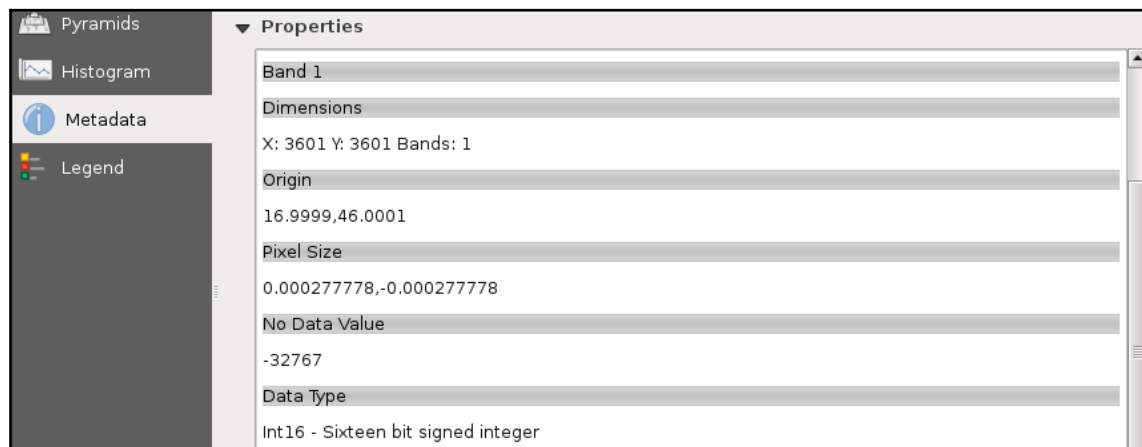 Pyramids
Histogram
Metadata
Legend
Properties
Band 1
Dimensions
X: 3601 Y: 3601 Bands: 1
Origin
16.9999,46.0001
Pixel Size
0.000277778,-0.000277778
No Data Value
-32767
Data Type
Int16 - Sixteen bit signed integer